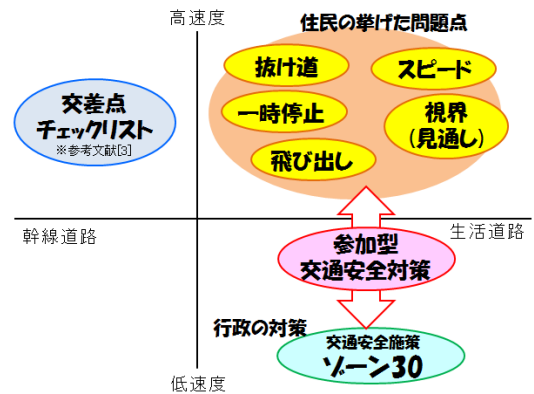 高速度
住民の挙げた問題点
抜け道
スピード
交差点
チェックリスト
※参考文献[3]
一時停止
視界
(見通し)
飛び出し
幹線道路
生活道路
参加型
交通安全対策
行政の対策
交通安全施策
ゾーン30
低速度